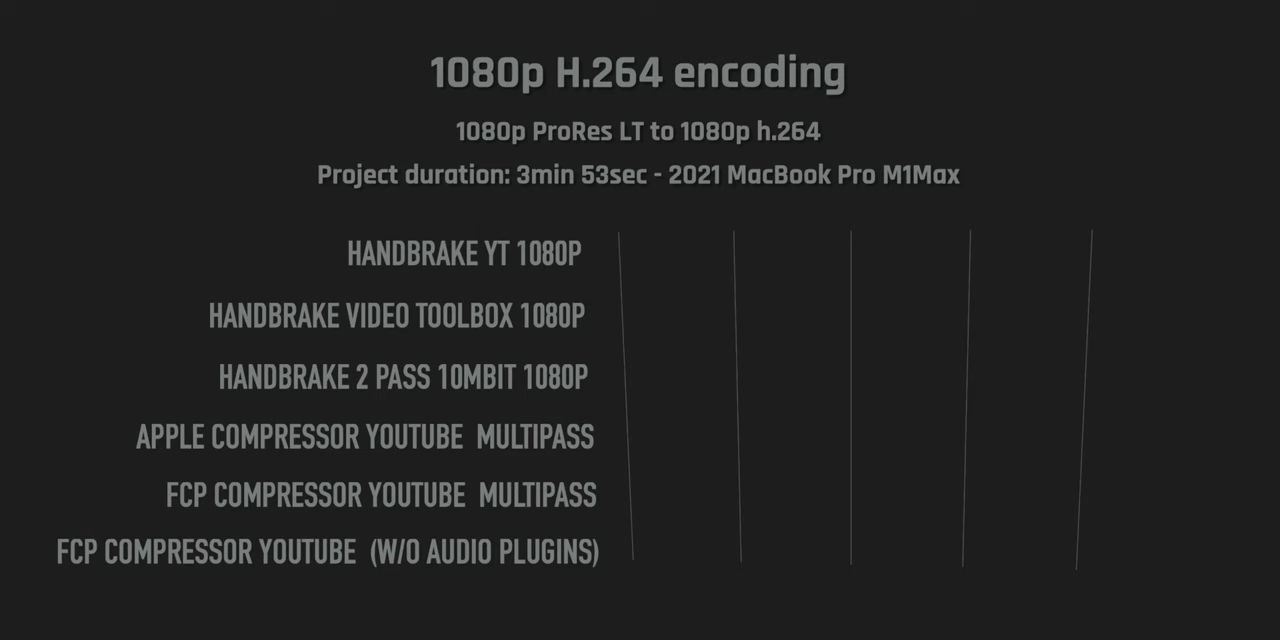 1080p H.264 encoding
1080p ProRes LT to 1080p h.264
Project duration: 3min 53sec - 2021 MacBook Pro M1Max
HANDBRAKE YT 1080P
HANDBRAKE VIDEO TOOLBOX 1080P
HANDBRAKE 2 PASS 10MBIT 1080P
APPLE COMPRESSOR YOUTUBE MULTIPASS
FCP COMPRESSOR YOUTUBE MULTIPASS
FCP COMPRESSOR YOUTUBE (W/O AUDIO PLUGINS)